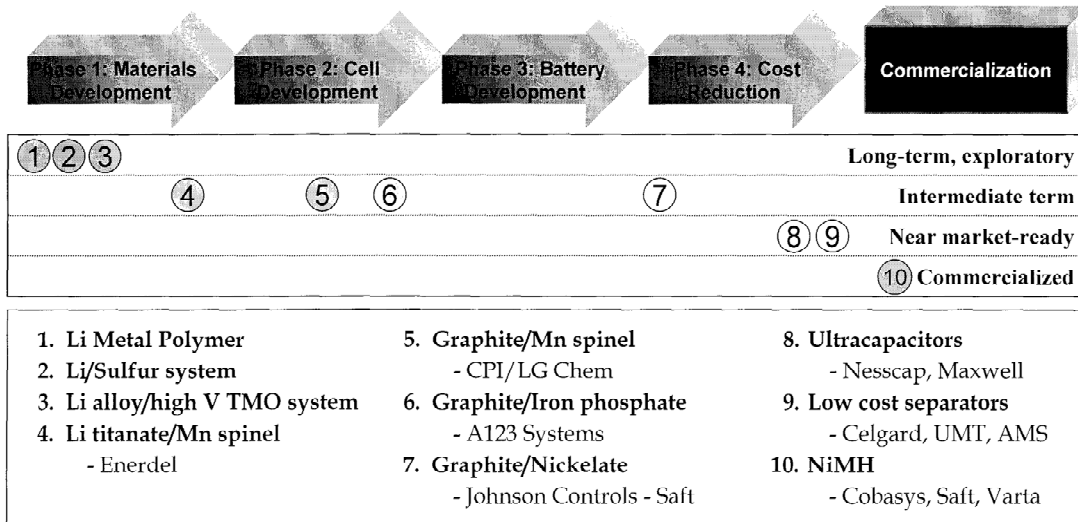 Phase 1: Materials
Development
Phase 2: Cell
Development
Phase 3: Battery
Development
Phase 4: Cost
Reduction
Commercialization
1 2 3 Long-term, exploratory
4 5 6 7 Intermediate term
8 9 Near market-ready
10 Commercialized
1. Li Metal Polymer
2. Li/Sulfur system
3. Li alloy/high V TMO system
4. Li titanate/Mn spinel
- Enerdel
5. Graphite/Mn spinel
- CPI/LG Chem
6. Graphite/Iron phosphate
- A123 Systems
7. Graphite/Nickelate
- Johnson Controls - Saft
8. Ultracapacitors
- Nesscap, Maxwell
9. Low cost separators
- Celgard, UMT, AMS
10. NiMH
- Cobasys, Saft, Varta